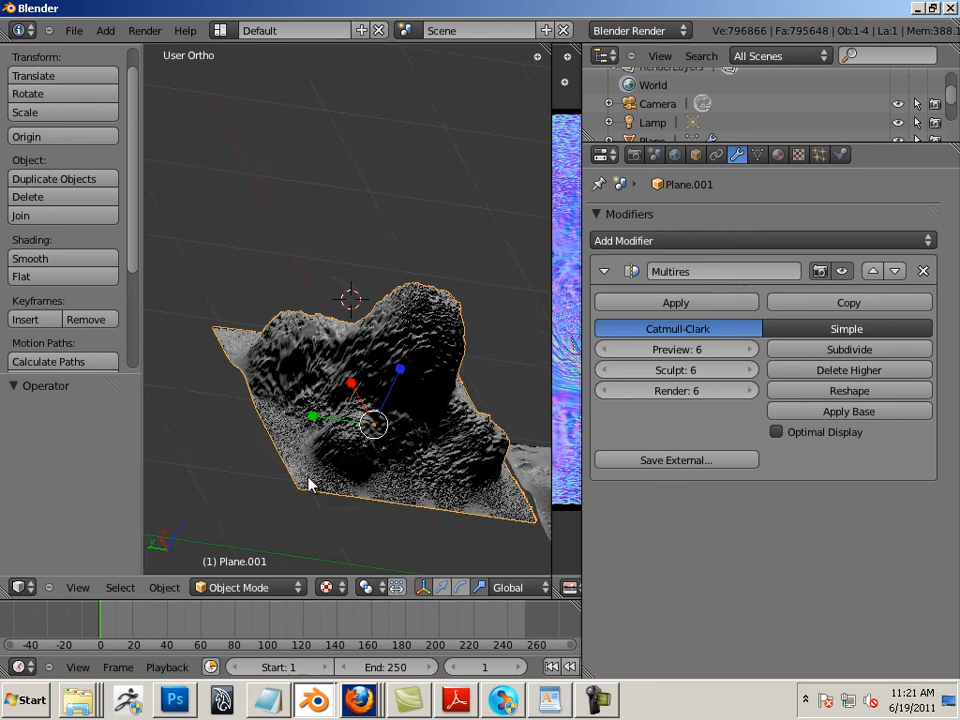 Blender
File Add Render Help Default Scene Blender Render Ve:796866 | Fa:795648 | Ob:1-4 | La:1 | Mem:388.1
Transform:
Translate
Rotate
Scale
Origin
Object:
Duplicate Objects
Delete
Join
Shading:
Smooth
Flat
Keyframes:
Insert Remove
Motion Paths:
Calculate Paths
Operator
User Ortho
(1) Plane.001
View Search All Scenes
World
Camera
Lamp
Plane.001
Modifiers
Add Modifier
Multires
Apply Copy
Catmull-Clark Simple
Preview: 6 Subdivide
Sculpt: 6 Delete Higher
Render: 6 Reshape
Apply Base
Optimal Display
Save External...
View Select Object Object Mode Global
-40 -20 0 20 40 60 80 100 120 140 160 180 200 220 240 260
View Frame Playback Start: 1 End: 250 1
Start Ps 11:21 AM
6/19/2011